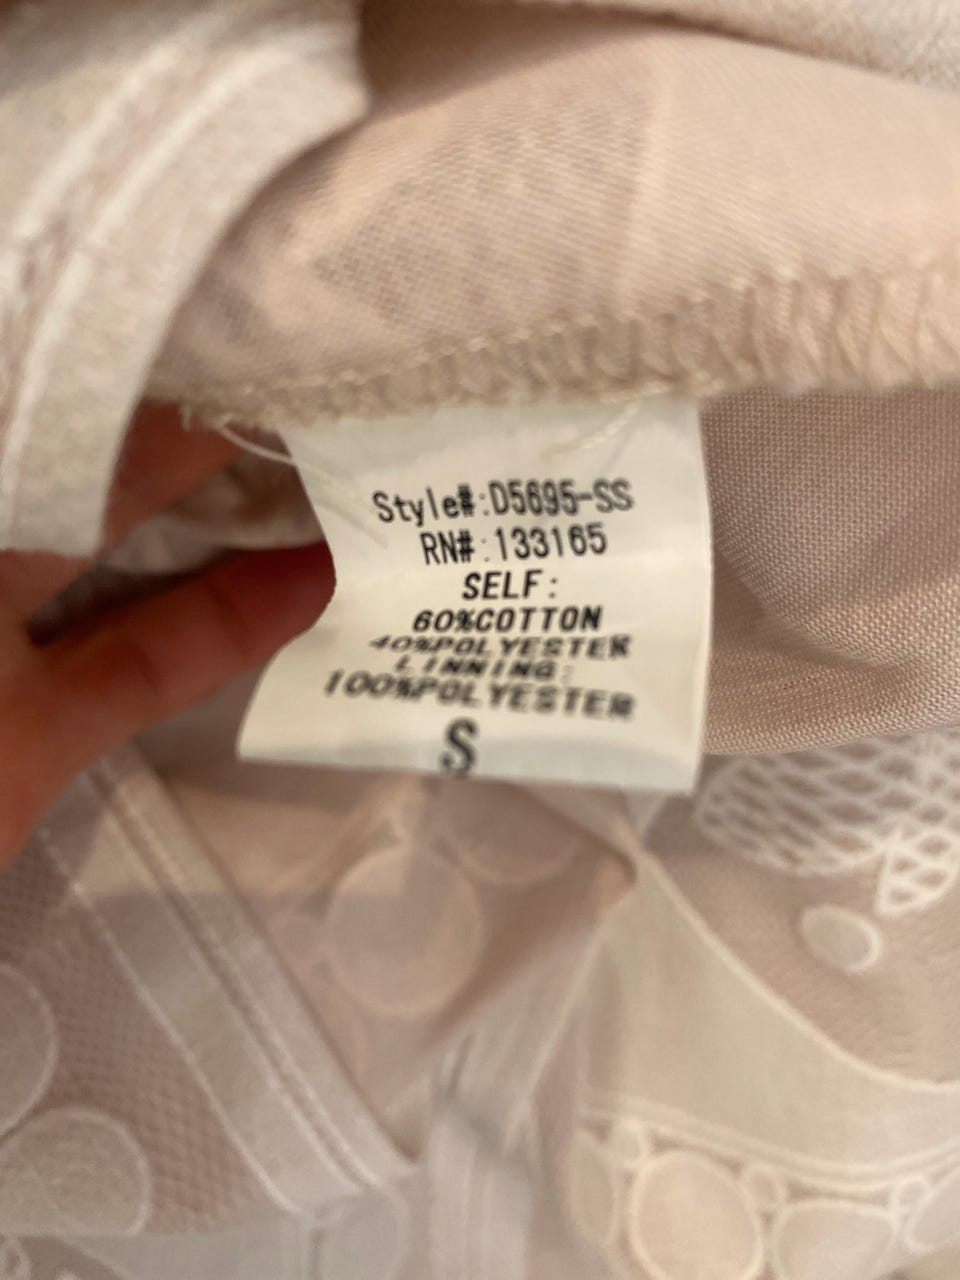 Style#:D5695-SS
RN#:133165
SELF:
60%COTTON
40%POLYESTER
LINNING:
100%POLYESTER
S